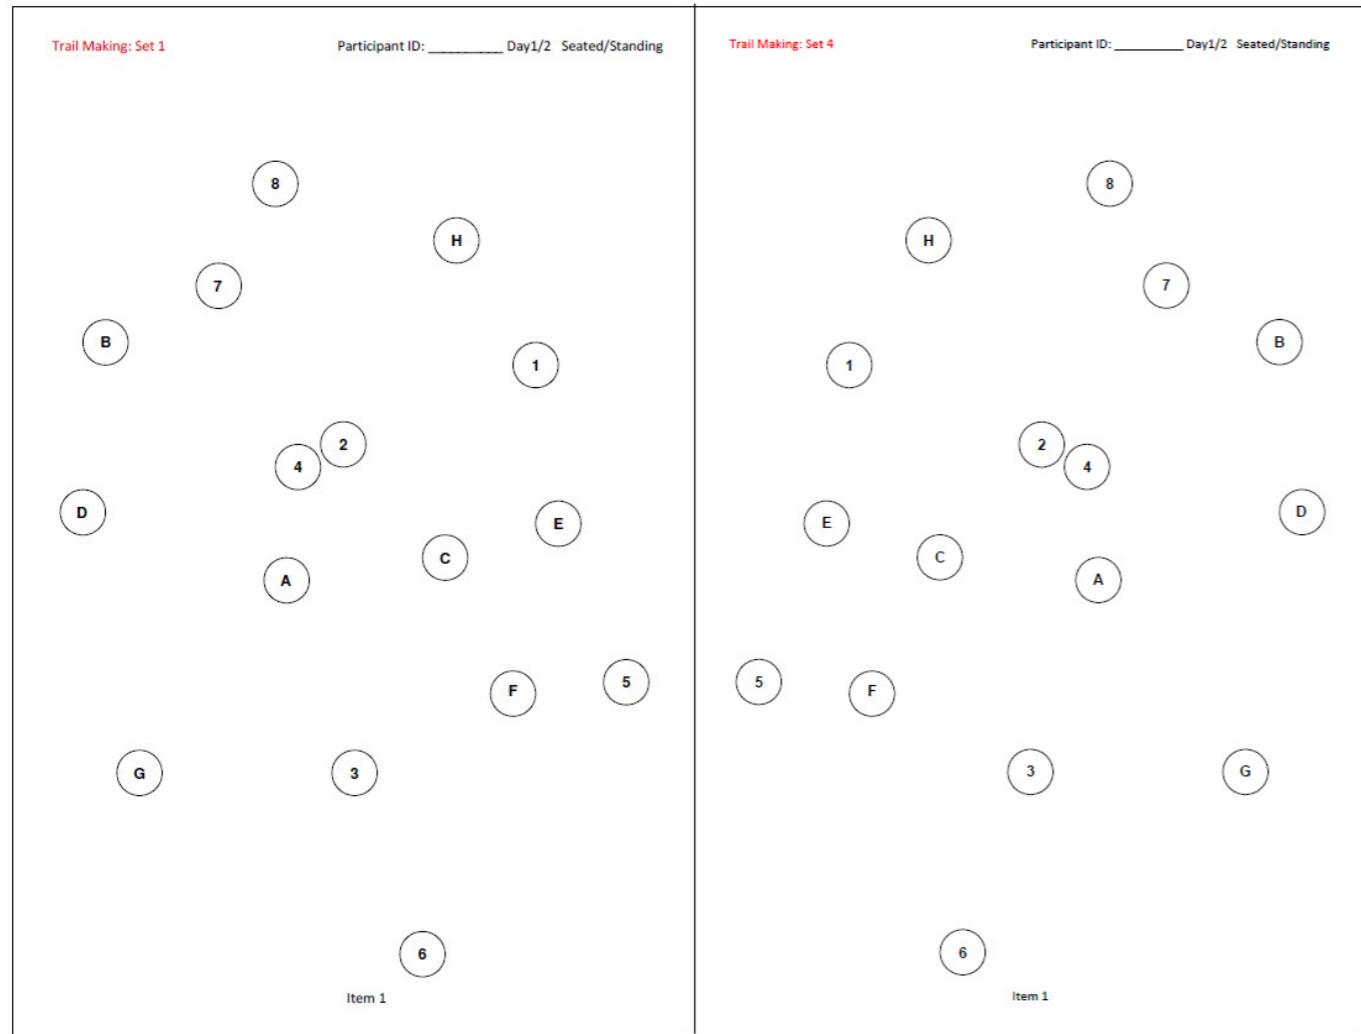 Trail Making: Set 1 Participant ID: __________ Day1/2 Seated/Standing
8
H
7
B
1
2
4
D
E
C
A
F
5
G
3
6
Item 1
Trail Making: Set 4 Participant ID: __________ Day1/2 Seated/Standing
8
H
7
B
1
2
4
D
E
C
A
5
F
3
G
6
Item 1